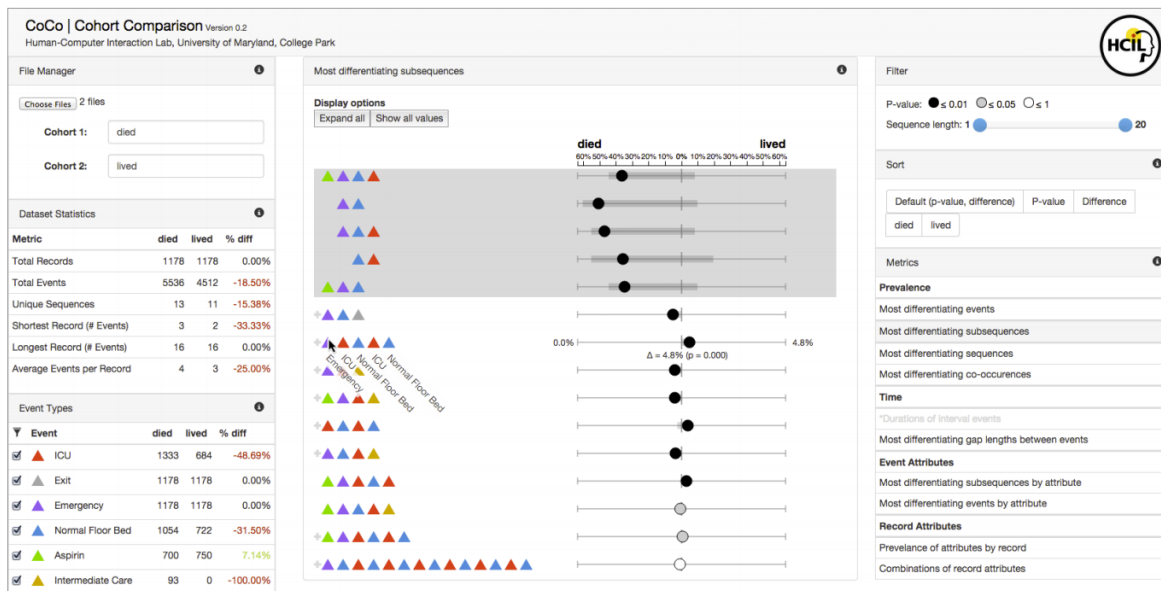 CoCo | Cohort Comparison Version 0.2
Human-Computer Interaction Lab, University of Maryland, College Park
HCIL
File Manager
Choose Files 2 files
Cohort 1: died
Cohort 2: lived
Dataset Statistics
Metric died lived % diff
Total Records 1178 1178 0.00%
Total Events 5536 4512 -18.50%
Unique Sequences 13 11 -15.38%
Shortest Record (# Events) 3 2 -33.33%
Longest Record (# Events) 16 16 0.00%
Average Events per Record 4 3 -25.00%
Event Types
Event died lived % diff
ICU 1333 684 -48.69%
Exit 1178 1178 0.00%
Emergency 1178 1178 0.00%
Normal Floor Bed 1054 722 -31.50%
Aspirin 700 750 7.14%
Intermediate Care 93 0 -100.00%
Most differentiating subsequences
Display options
Expand all Show all values
died lived
60% 50% 40% 30% 20% 10% 0% 10% 20% 30% 40% 50% 60%
0.0% 4.8%
Δ = 4.8% (p = 0.000)
Emergency
ICU
Normal Floor Bed
ICU
Normal Floor Bed
Filter
P-value: ≤ 0.01 ≤ 0.05 ≤ 1
Sequence length: 1 20
Sort
Default (p-value, difference) P-value Difference
died lived
Metrics
Prevalence
Most differentiating events
Most differentiating subsequences
Most differentiating sequences
Most differentiating co-occurences
Time
*Durations of interval events
Most differentiating gap lengths between events
Event Attributes
Most differentiating subsequences by attribute
Most differentiating events by attribute
Record Attributes
Prevelance of attributes by record
Combinations of record attributes